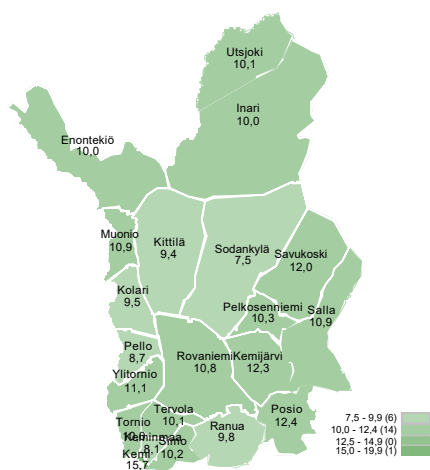 Utsjoki
10,1
Inari
10,0
Enontekiö
10,0
Muonio
10,9
Kittilä
9,4
Sodankylä
7,5
Savukoski
12,0
Kolari
9,5
Pelkosenniemi
10,3
Salla
10,9
Pello
8,7
Rovaniemi
10,8
Kemijärvi
12,3
Ylitornio
11,1
Tervola
10,1
Posio
12,4
Tornio
Ranua
9,8
Keminmaa
8,1
Simo
10,2
Kemi
15,7
7,5 - 9,9 (6)
10,0 - 12,4 (14)
12,5 - 14,9 (0)
15,0 - 19,9 (1)